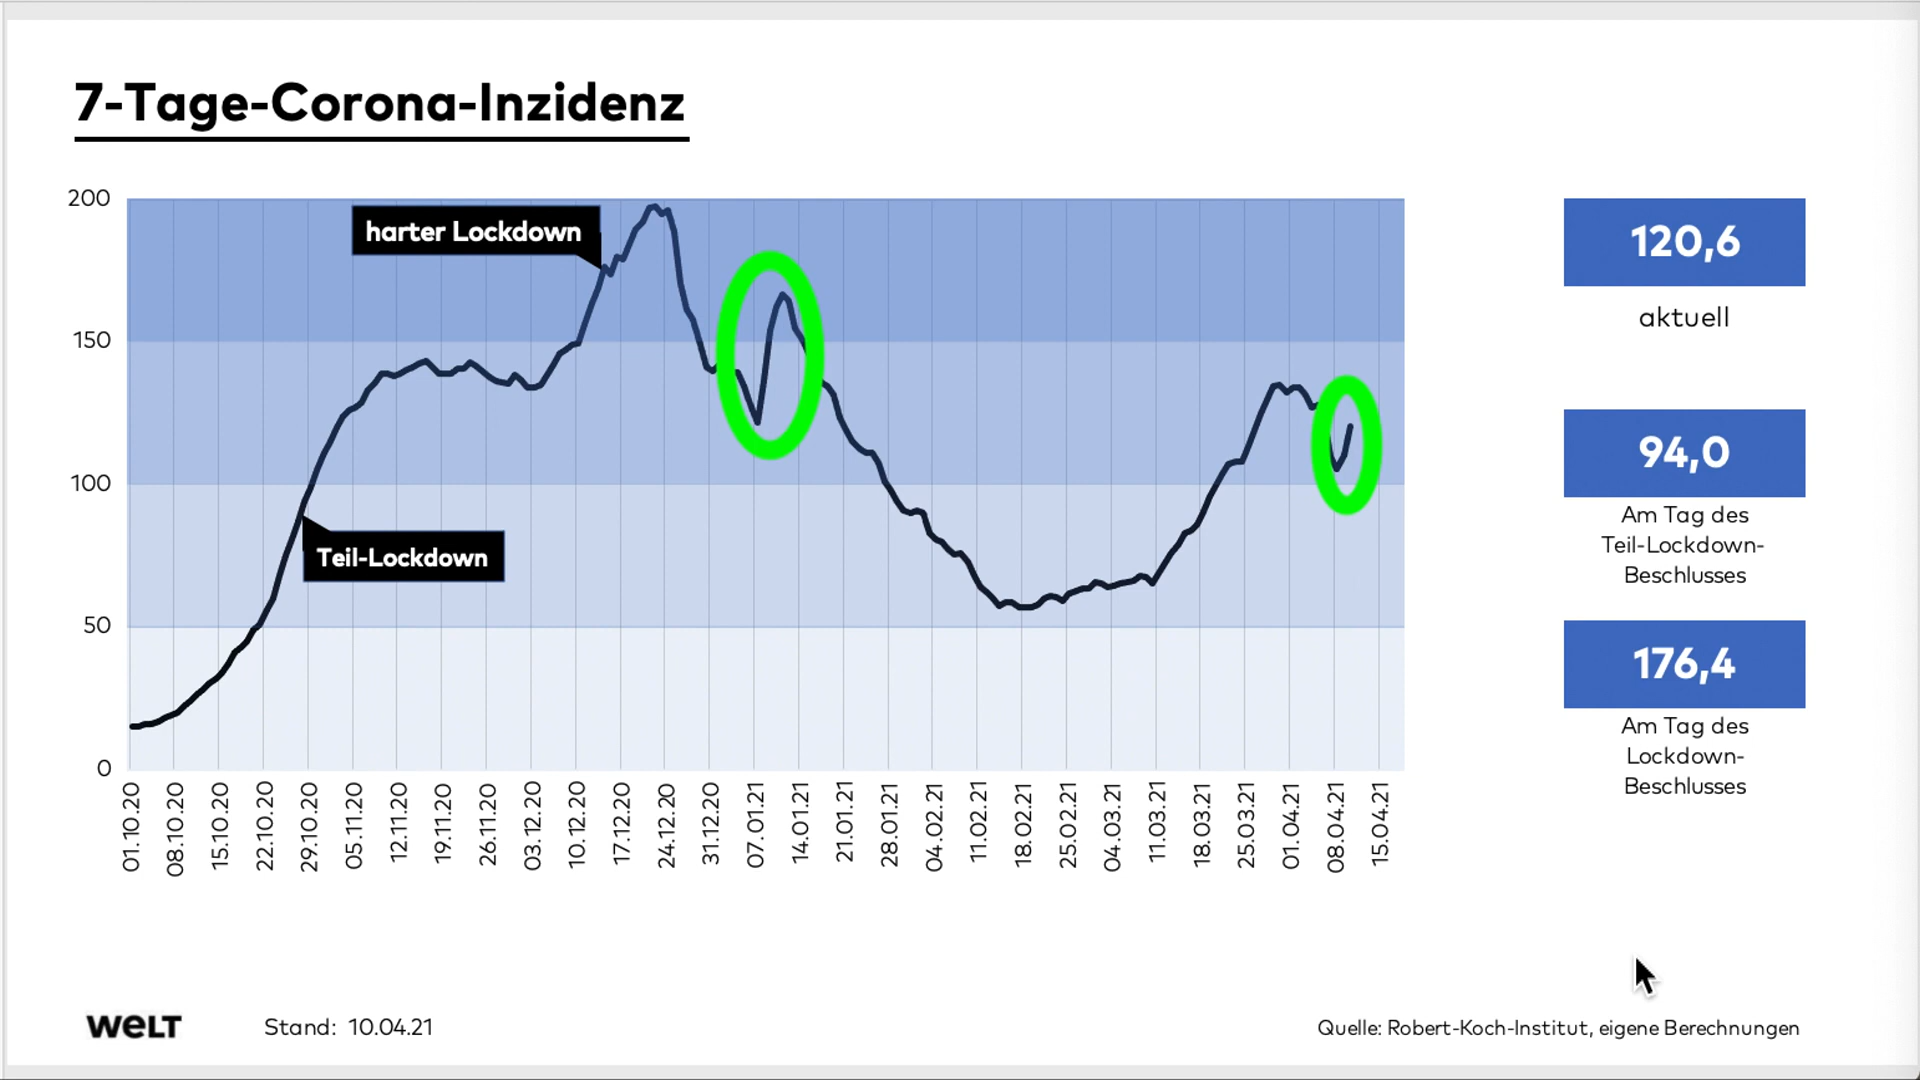 7-Tage-Corona-Inzidenz
200
150
100
50
0
harter Lockdown
Teil-Lockdown
01.10.20
08.10.20
15.10.20
22.10.20
29.10.20
05.11.20
12.11.20
19.11.20
26.11.20
03.12.20
10.12.20
17.12.20
24.12.20
31.12.20
07.01.21
14.01.21
21.01.21
28.01.21
04.02.21
11.02.21
18.02.21
25.02.21
04.03.21
11.03.21
18.03.21
25.03.21
01.04.21
08.04.21
15.04.21
120,6
aktuell
94,0
Am Tag des
Teil-Lockdown-
Beschlusses
176,4
Am Tag des
Lockdown-
Beschlusses
WELT
Stand: 10.04.21
Quelle: Robert-Koch-Institut, eigene Berechnungen